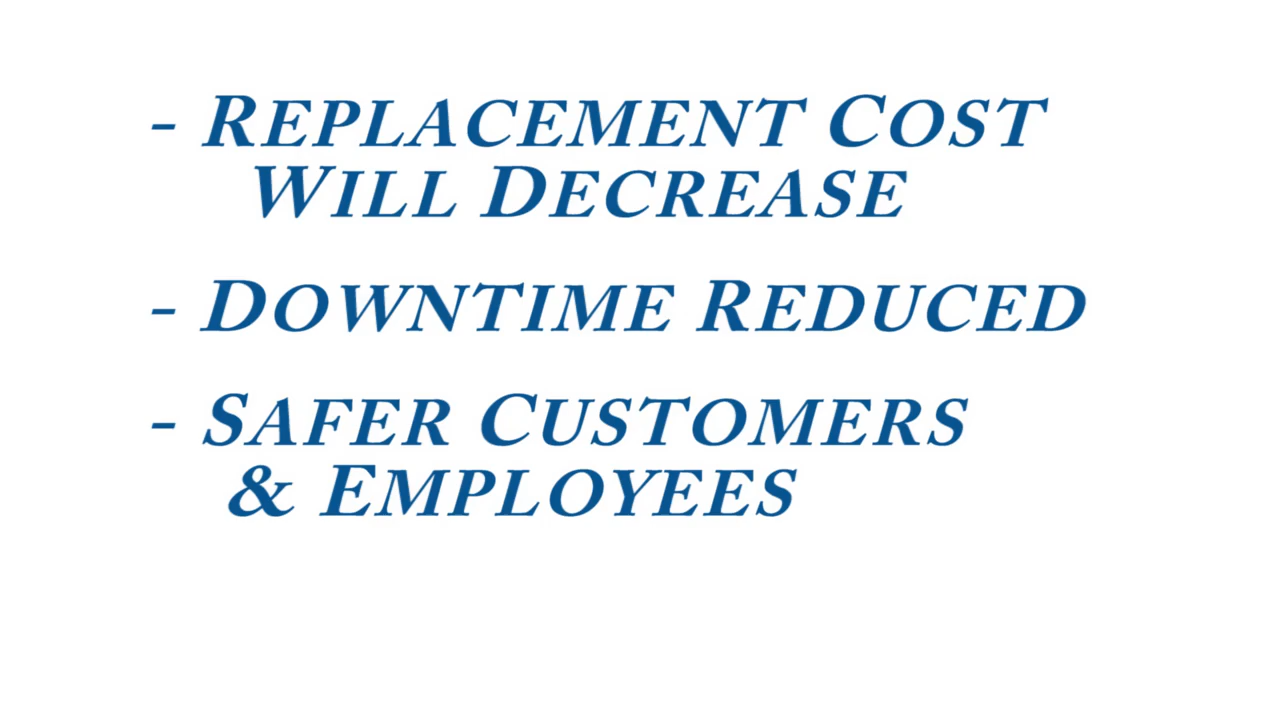 - Replacement Cost
Will Decrease
- Downtime Reduced
- Safer Customers
& Employees